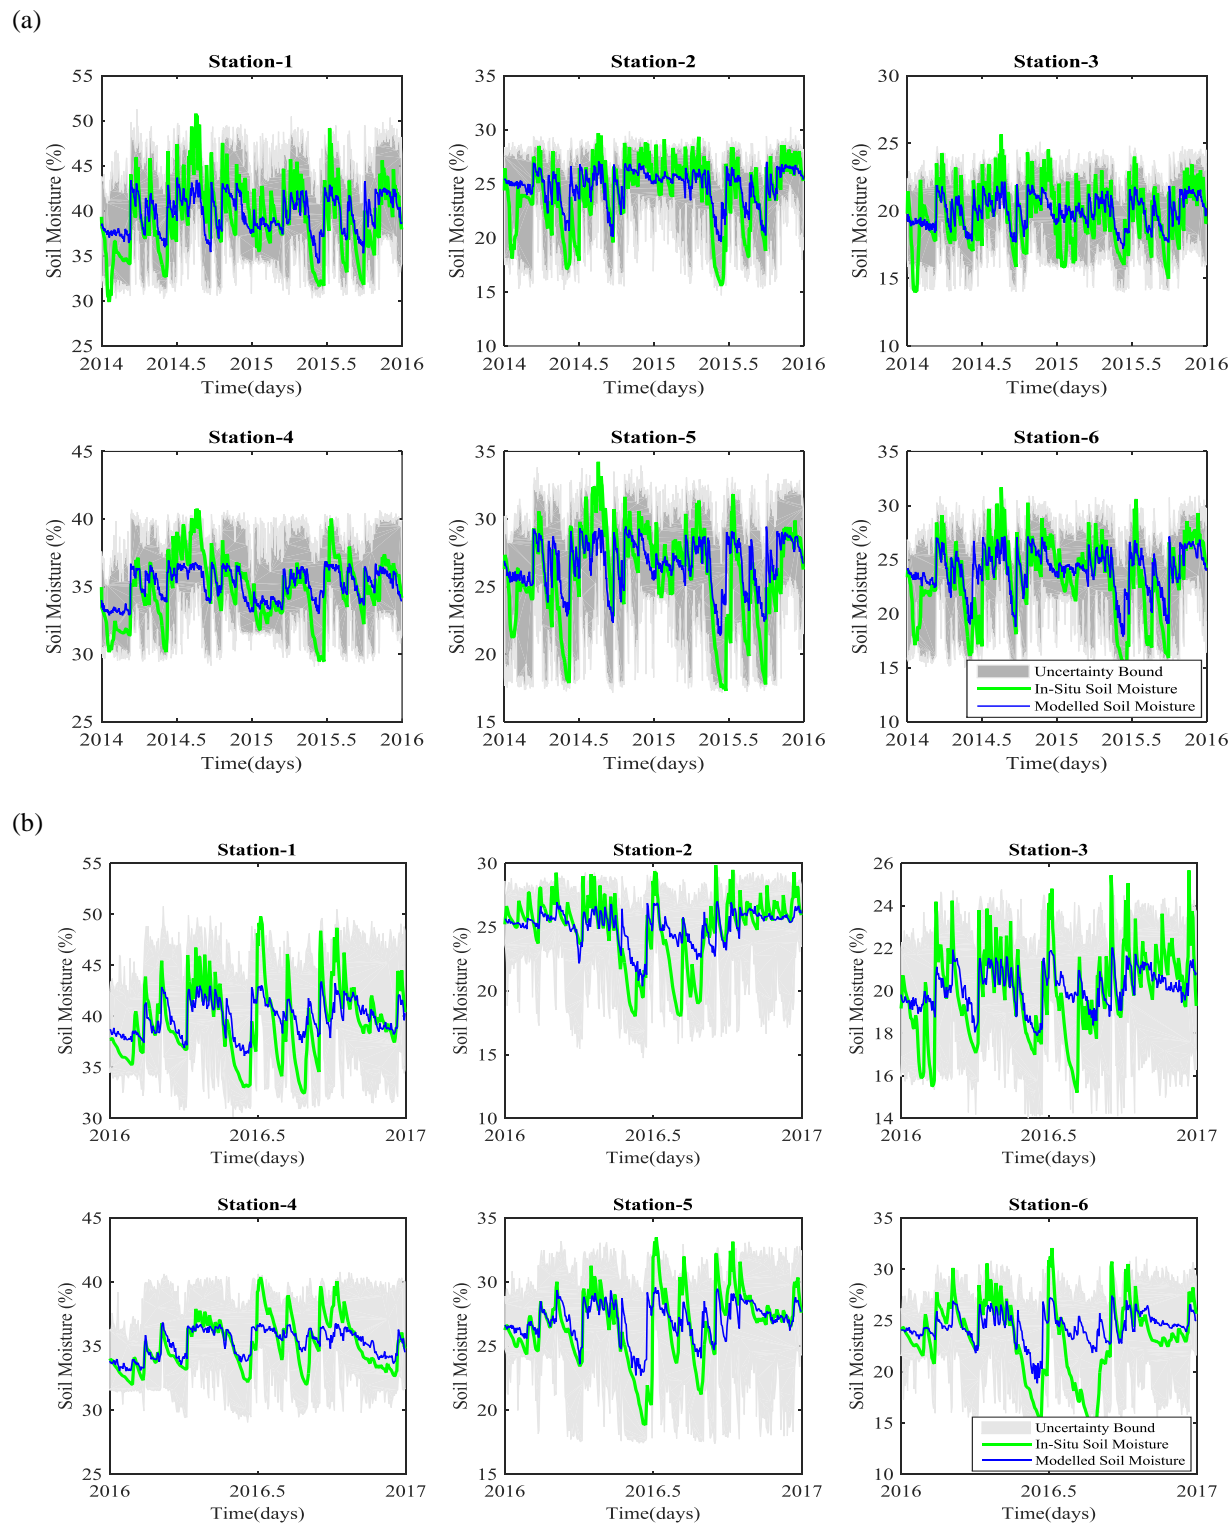 (a)
Station-1
Station-2
Station-3
55
50
45
40
35
30
25
Soil Moisture (%)
2014 2014.5 2015 2015.5 2016
Time(days)
35
30
25
20
15
10
Soil Moisture (%)
2014 2014.5 2015 2015.5 2016
Time(days)
30
25
20
15
10
Soil Moisture (%)
2014 2014.5 2015 2015.5 2016
Time(days)
Station-4
Station-5
Station-6
45
40
35
30
25
Soil Moisture (%)
2014 2014.5 2015 2015.5 2016
Time(days)
35
30
25
20
15
Soil Moisture (%)
2014 2014.5 2015 2015.5 2016
Time(days)
35
30
25
20
15
10
Soil Moisture (%)
Uncertainty Bound
In-Situ Soil Moisture
Modelled Soil Moisture
2014 2014.5 2015 2015.5 2016
Time(days)
(b)
Station-1
Station-2
Station-3
55
50
45
40
35
30
Soil Moisture (%)
2016 2016.5 2017
Time(days)
30
25
20
15
10
Soil Moisture (%)
2016 2016.5 2017
Time(days)
26
24
22
20
18
16
14
Soil Moisture (%)
2016 2016.5 2017
Time(days)
Station-4
Station-5
Station-6
45
40
35
30
25
Soil Moisture (%)
2016 2016.5 2017
Time(days)
35
30
25
20
15
Soil Moisture (%)
2016 2016.5 2017
Time(days)
35
30
25
20
15
10
Soil Moisture (%)
Uncertainty Bound
In-Situ Soil Moisture
Modelled Soil Moisture
2016 2016.5 2017
Time(days)